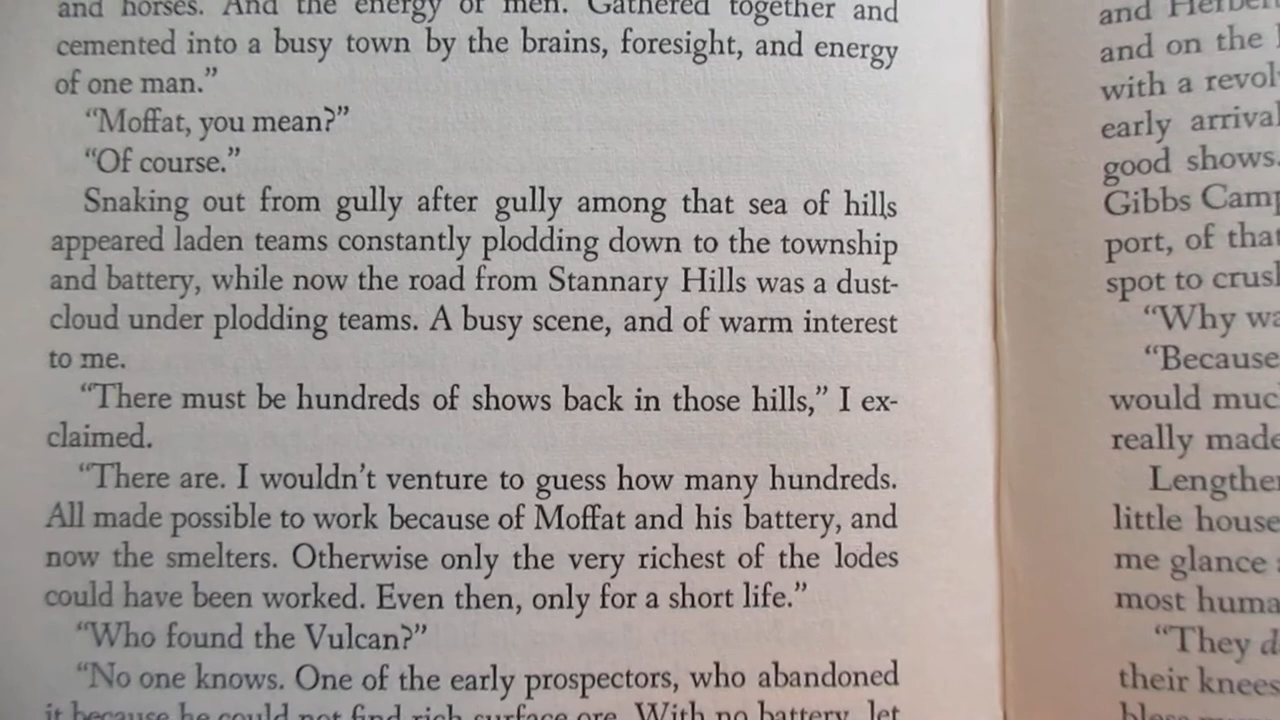 and horses. And the energy of men. Gathered together and
cemented into a busy town by the brains, foresight, and energy
of one man.”
“Moffat, you mean?”
“Of course.”
Snaking out from gully after gully among that sea of hills
appeared laden teams constantly plodding down to the township
and battery, while now the road from Stannary Hills was a dust-
cloud under plodding teams. A busy scene, and of warm interest
to me.
“There must be hundreds of shows back in those hills,” I ex-
claimed.
“There are. I wouldn’t venture to guess how many hundreds.
All made possible to work because of Moffat and his battery, and
now the smelters. Otherwise only the very richest of the lodes
could have been worked. Even then, only for a short life.”
“Who found the Vulcan?”
“No one knows. One of the early prospectors, who abandoned
it because he could not find rich surface ore. With no battery, let
and
and on the
with a revol
early arrival
good shows.
Gibbs Camp
port, of that
spot to crush
“Why wa
“Because
would muc
really made
Lengthen
little house
me glance
most huma
“They d
their knees